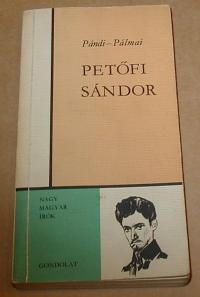 Pándi–Pálmai
PETŐFI
SÁNDOR
NAGY
MAGYAR
ÍRÓK
GONDOLAT